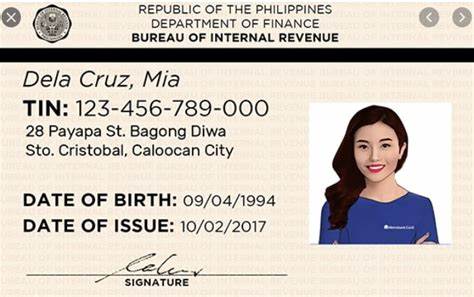 REPUBLIC OF THE PHILIPPINES
DEPARTMENT OF FINANCE
BUREAU OF INTERNAL REVENUE
Dela Cruz, Mia
TIN: 123-456-789-000
28 Payapa St. Bagong Diwa
Sto. Cristobal, Caloocan City
DATE OF BIRTH: 09/04/1994
DATE OF ISSUE: 10/02/2017
SIGNATURE